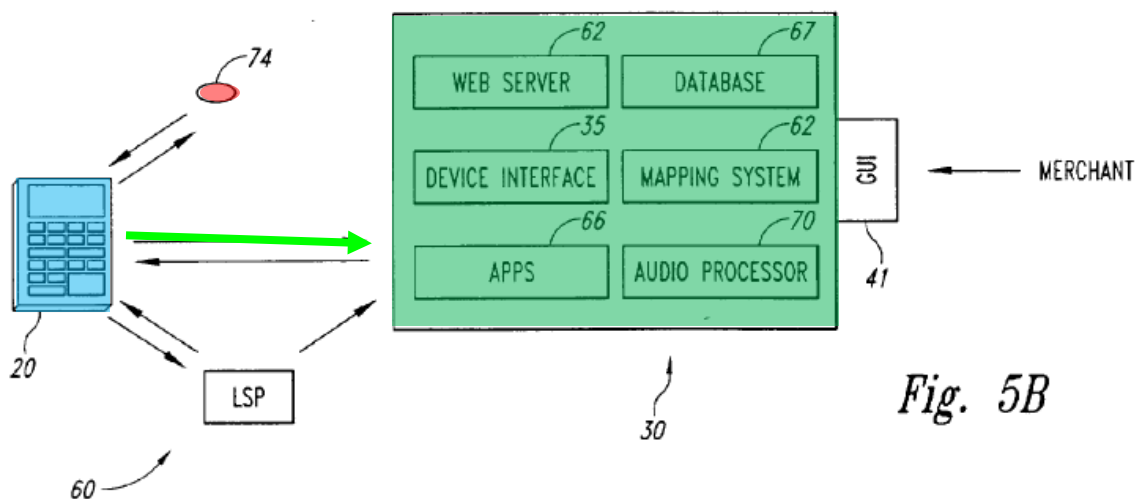 62
67
74
WEB SERVER
DATABASE
35
62
DEVICE INTERFACE
MAPPING SYSTEM
GUI
MERCHANT
66
70
APPS
AUDIO PROCESSOR
41
20
LSP
30
Fig. 5B
60